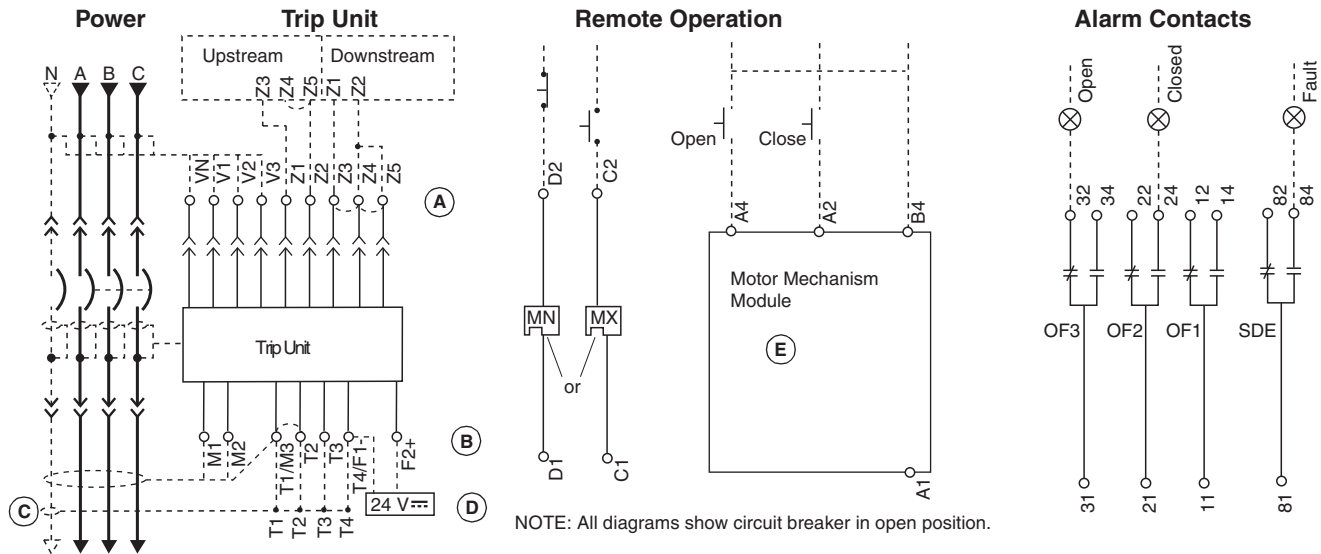 Power
Trip Unit
Remote Operation
Alarm Contacts
Upstream
Downstream
Z3
Z4
Z5
Z1
Z2
N
A
B
C
VN
V1
V2
V3
Z1
Z2
Z3
Z4
Z5
A
Trip Unit
M1
M2
T1/M3
T2
T3
T4/F1-
F2+
B
C
T1
T2
T3
T4
24 V
D
D2
C2
MN
MX
or
D1
C1
Open
Close
A4
A2
B4
Motor Mechanism
Module
E
A1
Open
Closed
Fault
32
34
22
24
12
14
82
84
OF3
OF2
OF1
SDE
31
21
11
81
NOTE: All diagrams show circuit breaker in open position.